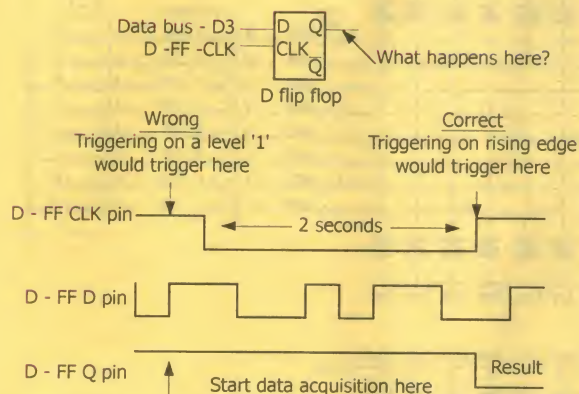 Data bus - D3
D Q
D -FF -CLK
CLK
What happens here?
Q
D flip flop
Wrong
Triggering on a level '1'
would trigger here
Correct
Triggering on rising edge
would trigger here
D - FF CLK pin
2 seconds
D - FF D pin
D - FF Q pin
Result
Start data acquisition here